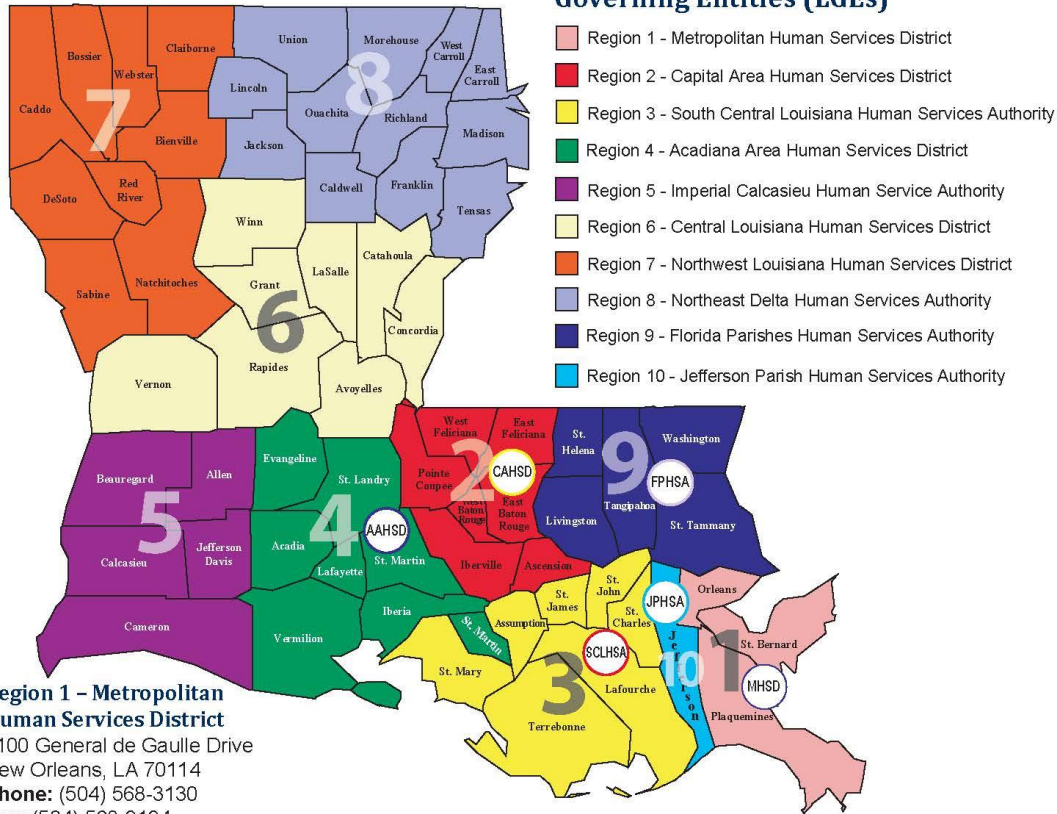 Governing Entities (LGEs)
Region 1 - Metropolitan Human Services District
Region 2 - Capital Area Human Services District
Region 3 - South Central Louisiana Human Services Authority
Region 4 - Acadiana Area Human Services District
Region 5 - Imperial Calcasieu Human Service Authority
Region 6 - Central Louisiana Human Services District
Region 7 - Northwest Louisiana Human Services District
Region 8 - Northeast Delta Human Services Authority
Region 9 - Florida Parishes Human Services Authority
Region 10 - Jefferson Parish Human Services Authority
7
Caddo
Bossier
Webster
Claiborne
Bienville
DeSoto
Red
River
Sabine
Natchitoches
8
Union
Morehouse
West
Carroll
East
Carroll
Lincoln
Ouachita
Richland
Madison
Jackson
Caldwell
Franklin
Tensas
6
Winn
Grant
LaSalle
Catahoula
Concordia
Rapides
Vernon
Avoyelles
5
Beauregard
Allen
Calcasieu
Jefferson
Davis
Cameron
4
Evangeline
St. Landry
AAHSD
Acadia
Lafayette
St. Martin
Iberia
Vermilion
St. Martin
2
West
Feliciana
East
Feliciana
CAHSD
Pointe
Coupee
West
Baton
Rouge
East
Baton
Rouge
Iberville
Ascension
9
St.
Helena
Washington
FPHSA
Tangipahoa
Livingston
St. Tammany
3
St.
James
St.
John
St.
Charles
Assumption
SCLHSA
St. Mary
Lafourche
Terrebonne
10
JPHSA
Jefferson
1
Orleans
St. Bernard
MHSD
Plaquemines
egion 1 – Metropolitan
uman Services District
100 General de Gaulle Drive
ew Orleans, LA 70114
hone: (504) 568-3130